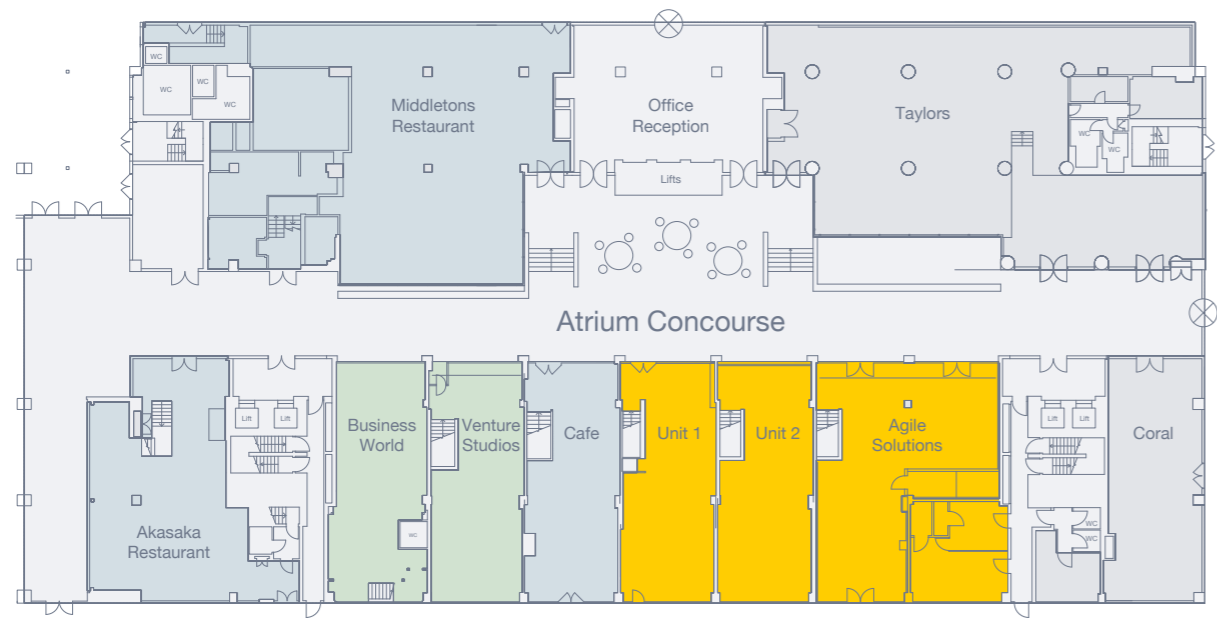 WC
WC
WC
WC
Middletons
Restaurant
Office
Reception
Taylors
WC
WC
Lifts
Atrium Concourse
Lift
Lift
Business
World
Venture
Studios
Cafe
Unit 1
Unit 2
Agile
Solutions
Lift
Lift
Coral
Akasaka
Restaurant
WC
WC
WC